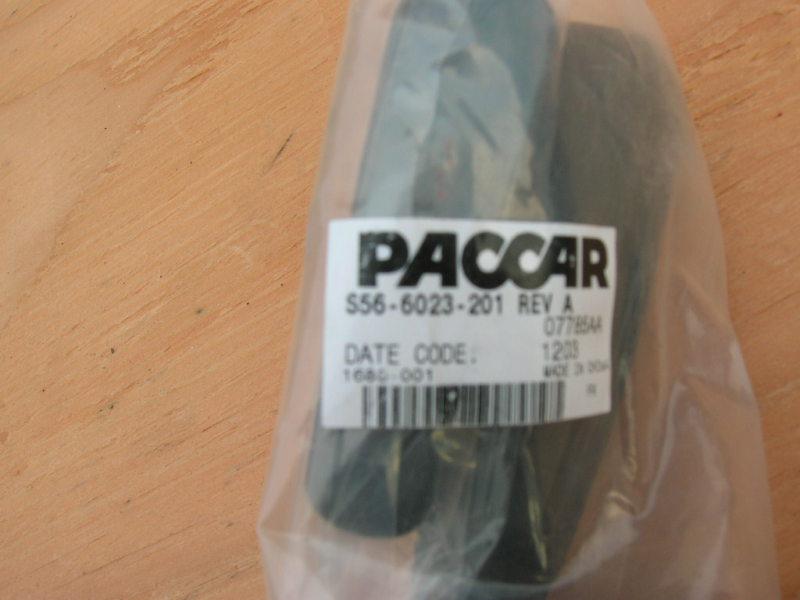 PACCAR
S56-6023-201 REV A
07785AA
DATE CODE: 1203
1680-001 MADE IN CHINA